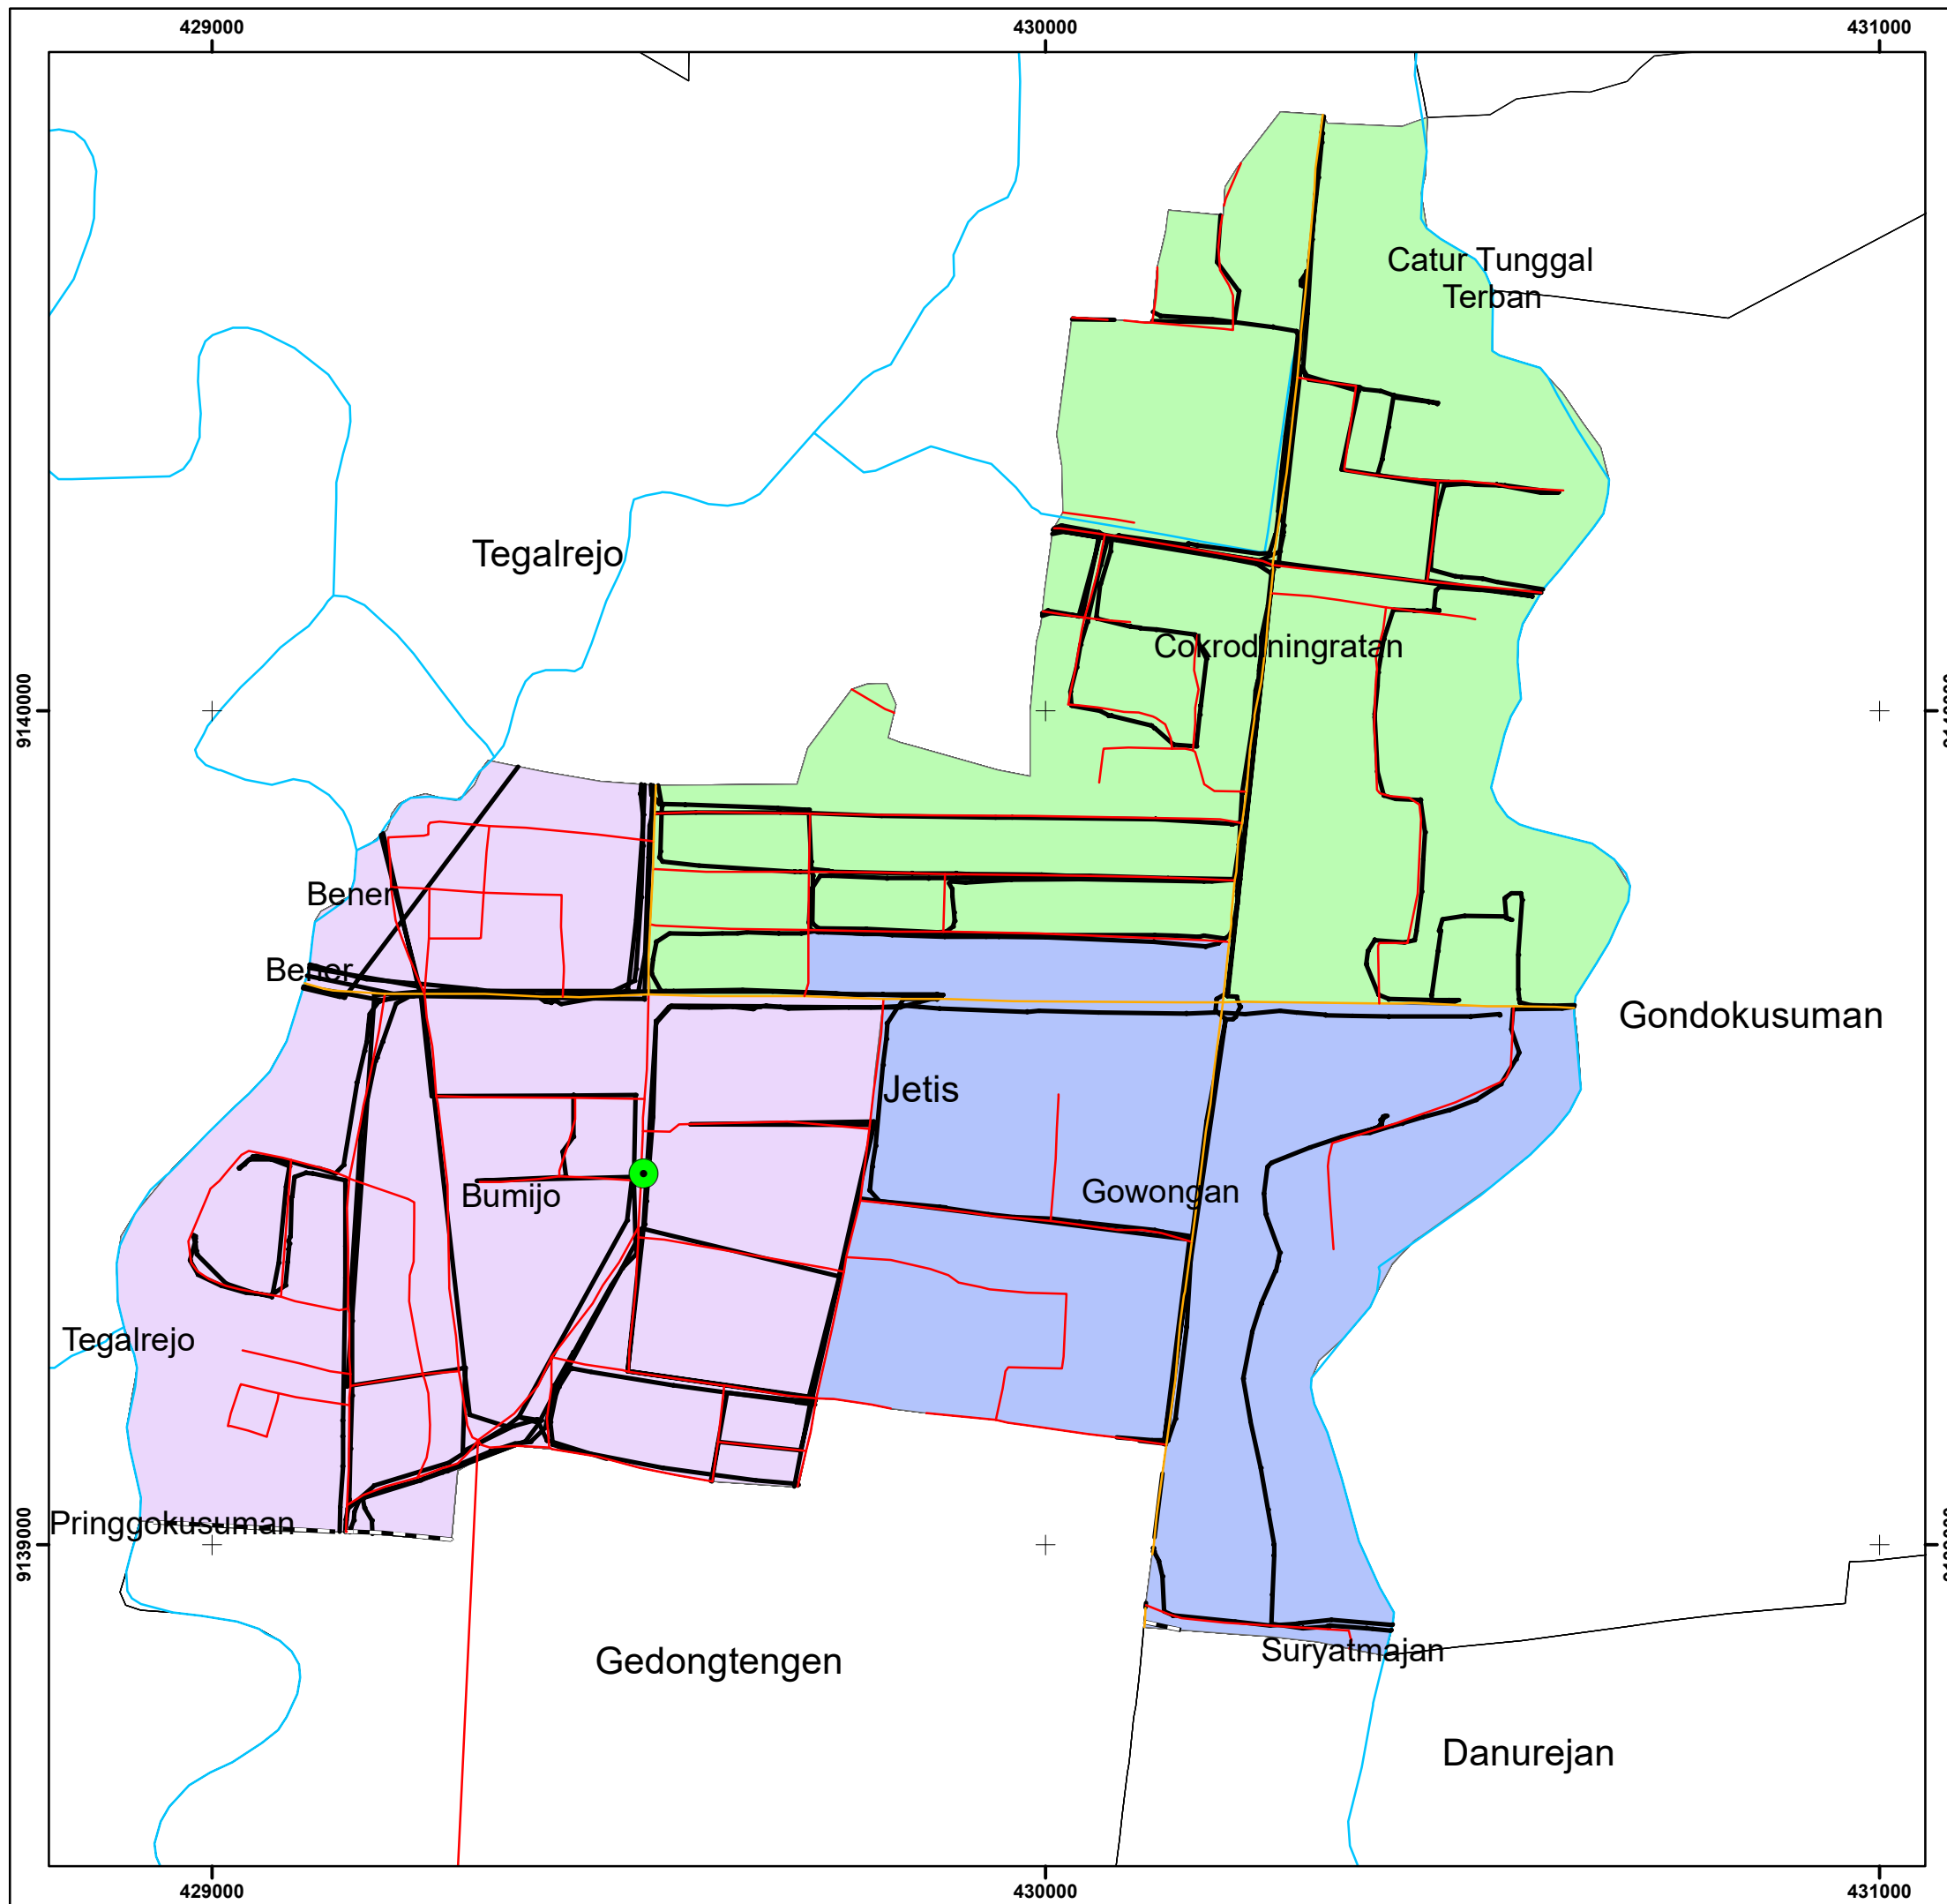 429000
430000
431000
Catur Tunggal
Terban
Tegalrejo
Cokrodiningratan
9140000
Bener
Bener
Gondokusuman
Jetis
Bumijo
Gowongan
Tegalrejo
Pringgokusuman
9139000
Suryatmajan
Gedongtengen
Danurejan
429000
430000
431000